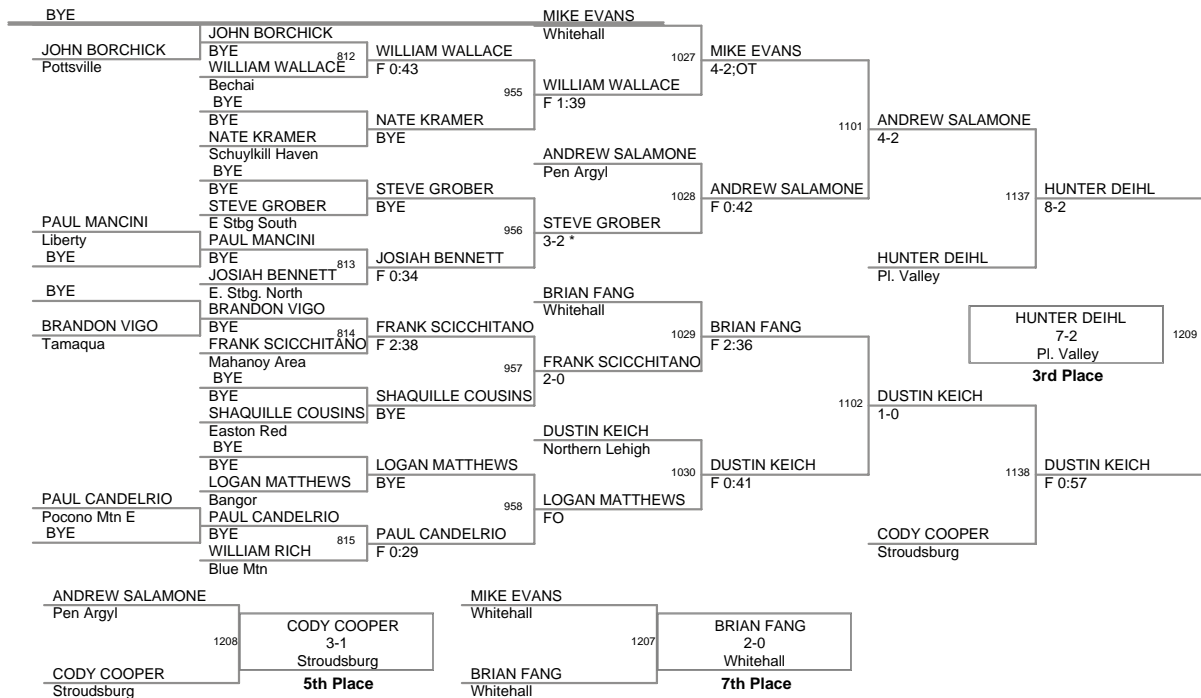 BYE
JOHN BORCHICK
Pottsville
PAUL MANCINI
Liberty
BYE
BYE
BRANDON VIGO
Tamaqua
PAUL CANDELRIO
Pocono Mtn E
BYE
JOHN BORCHICK
BYE
812
WILLIAM WALLACE
Bechai
BYE
BYE
NATE KRAMER
Schuylkill Haven
BYE
BYE
STEVE GROBER
E Stbg South
PAUL MANCINI
BYE
813
JOSIAH BENNETT
E. Stbg. North
BRANDON VIGO
BYE
814
FRANK SCICCHITANO
Mahanoy Area
BYE
BYE
SHAQUILLE COUSINS
Easton Red
BYE
BYE
LOGAN MATTHEWS
Bangor
PAUL CANDELRIO
BYE
815
WILLIAM RICH
Blue Mtn
WILLIAM WALLACE
F 0:43
955
NATE KRAMER
BYE
STEVE GROBER
BYE
956
JOSIAH BENNETT
F 0:34
FRANK SCICCHITANO
F 2:38
957
SHAQUILLE COUSINS
BYE
LOGAN MATTHEWS
BYE
958
PAUL CANDELRIO
F 0:29
MIKE EVANS
Whitehall
1027
WILLIAM WALLACE
F 1:39
ANDREW SALAMONE
Pen Argyl
1028
STEVE GROBER
3-2 *
BRIAN FANG
Whitehall
1029
FRANK SCICCHITANO
2-0
DUSTIN KEICH
Northern Lehigh
1030
LOGAN MATTHEWS
FO
MIKE EVANS
4-2;OT
1101
ANDREW SALAMONE
F 0:42
BRIAN FANG
F 2:36
1102
DUSTIN KEICH
F 0:41
ANDREW SALAMONE
4-2
1137
HUNTER DEIHL
Pl. Valley
DUSTIN KEICH
1-0
1138
CODY COOPER
Stroudsburg
HUNTER DEIHL
8-2
HUNTER DEIHL
7-2
Pl. Valley
1209
3rd Place
DUSTIN KEICH
F 0:57
ANDREW SALAMONE
Pen Argyl
1208
CODY COOPER
Stroudsburg
CODY COOPER
3-1
Stroudsburg
5th Place
MIKE EVANS
Whitehall
1207
BRIAN FANG
Whitehall
BRIAN FANG
2-0
Whitehall
7th Place